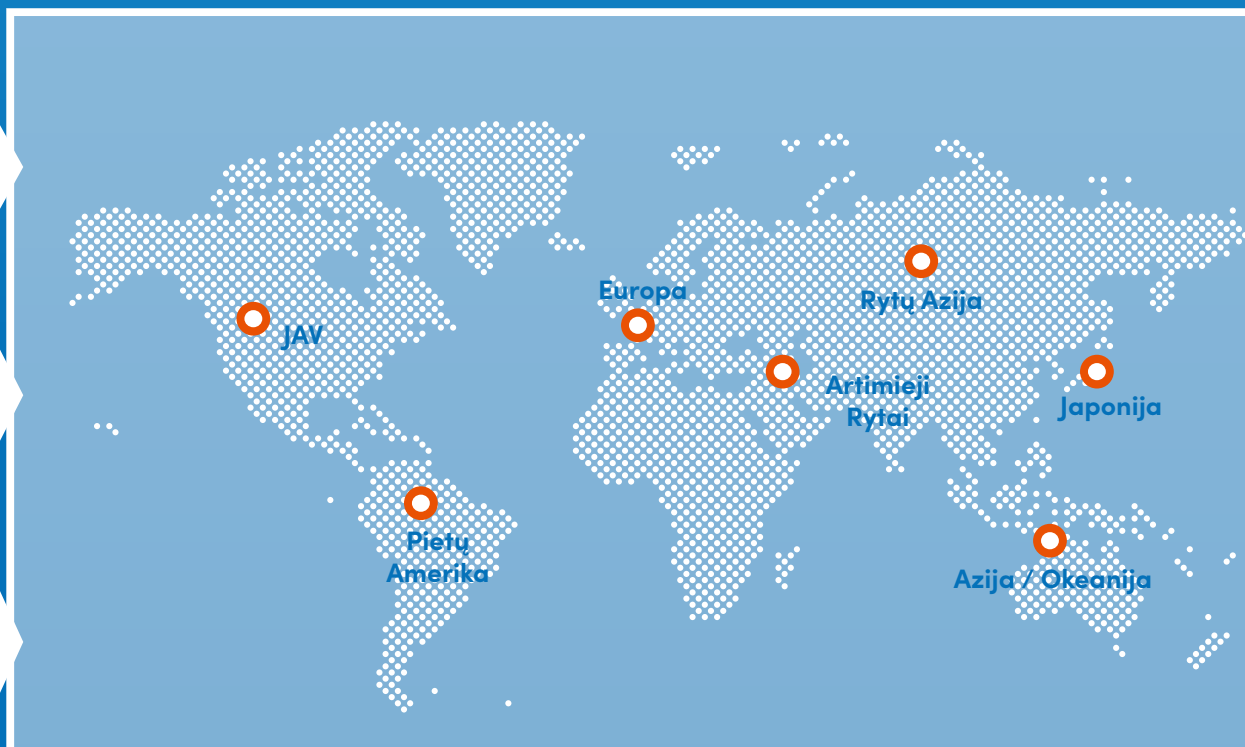 Europa
Rytų Azija
JAV
Artimieji
Rytai
Japonija
Pietų
Amerika
Azija / Okeanija